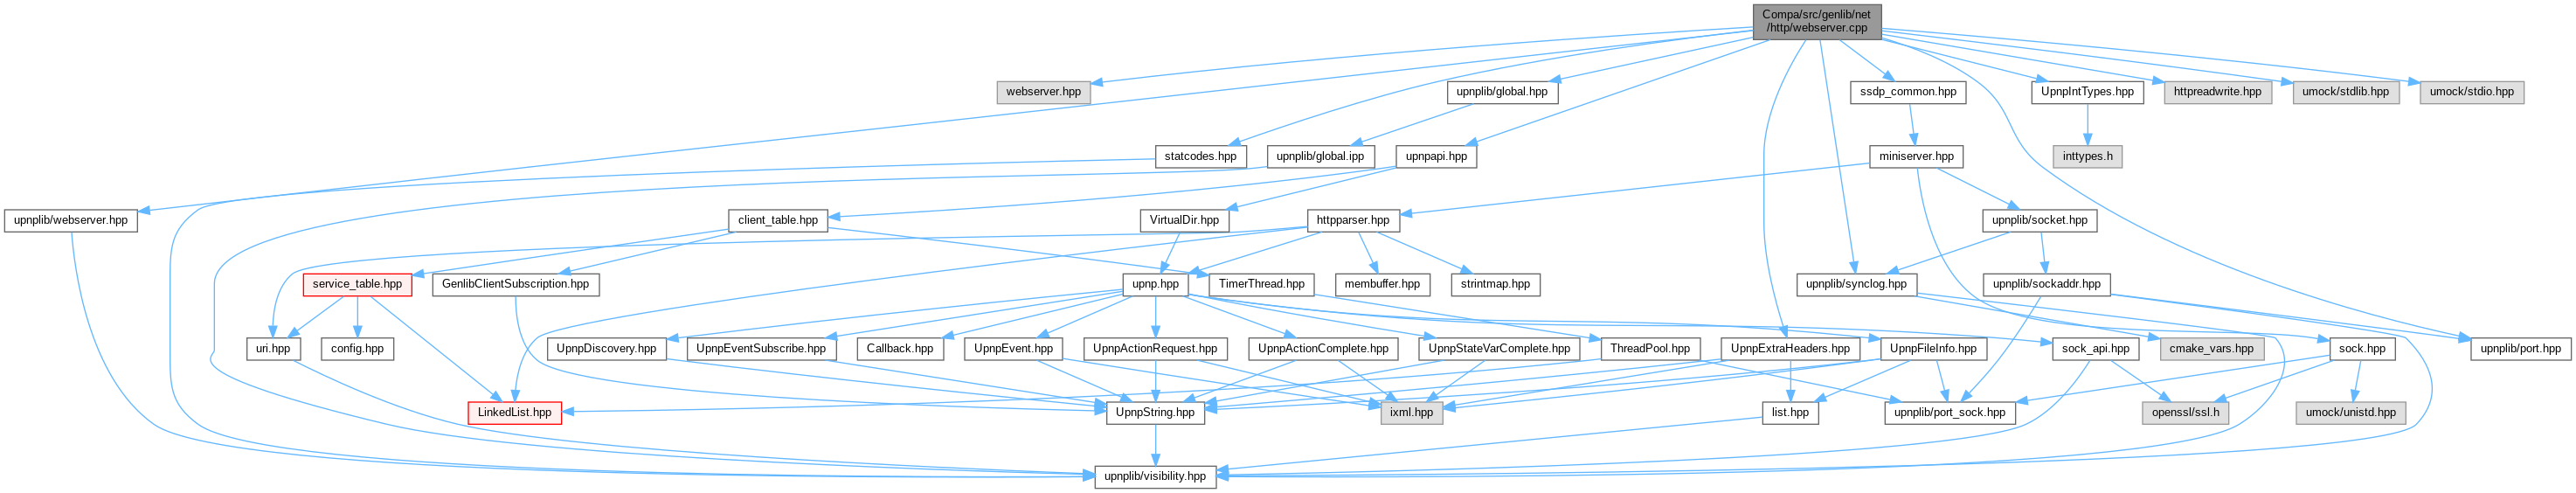 Compa/src/genlib/net
/http/webserver.cpp
webserver.hpp
upnplib/global.hpp
ssdp_common.hpp
UpnpIntTypes.hpp
httpreadwrite.hpp
umock/stdlib.hpp
umock/stdio.hpp
statcodes.hpp
upnplib/global.ipp
upnpapi.hpp
miniserver.hpp
inttypes.h
upnplib/webserver.hpp
client_table.hpp
VirtualDir.hpp
httpparser.hpp
upnplib/socket.hpp
service_table.hpp
GenlibClientSubscription.hpp
upnp.hpp
TimerThread.hpp
membuffer.hpp
strintmap.hpp
upnplib/synclog.hpp
upnplib/sockaddr.hpp
uri.hpp
config.hpp
UpnpDiscovery.hpp
UpnpEventSubscribe.hpp
Callback.hpp
UpnpEvent.hpp
UpnpActionRequest.hpp
UpnpActionComplete.hpp
UpnpStateVarComplete.hpp
ThreadPool.hpp
UpnpExtraHeaders.hpp
UpnpFileInfo.hpp
sock_api.hpp
cmake_vars.hpp
sock.hpp
upnplib/port.hpp
LinkedList.hpp
UpnpString.hpp
ixml.hpp
list.hpp
upnplib/port_sock.hpp
openssl/ssl.h
umock/unistd.hpp
upnplib/visibility.hpp